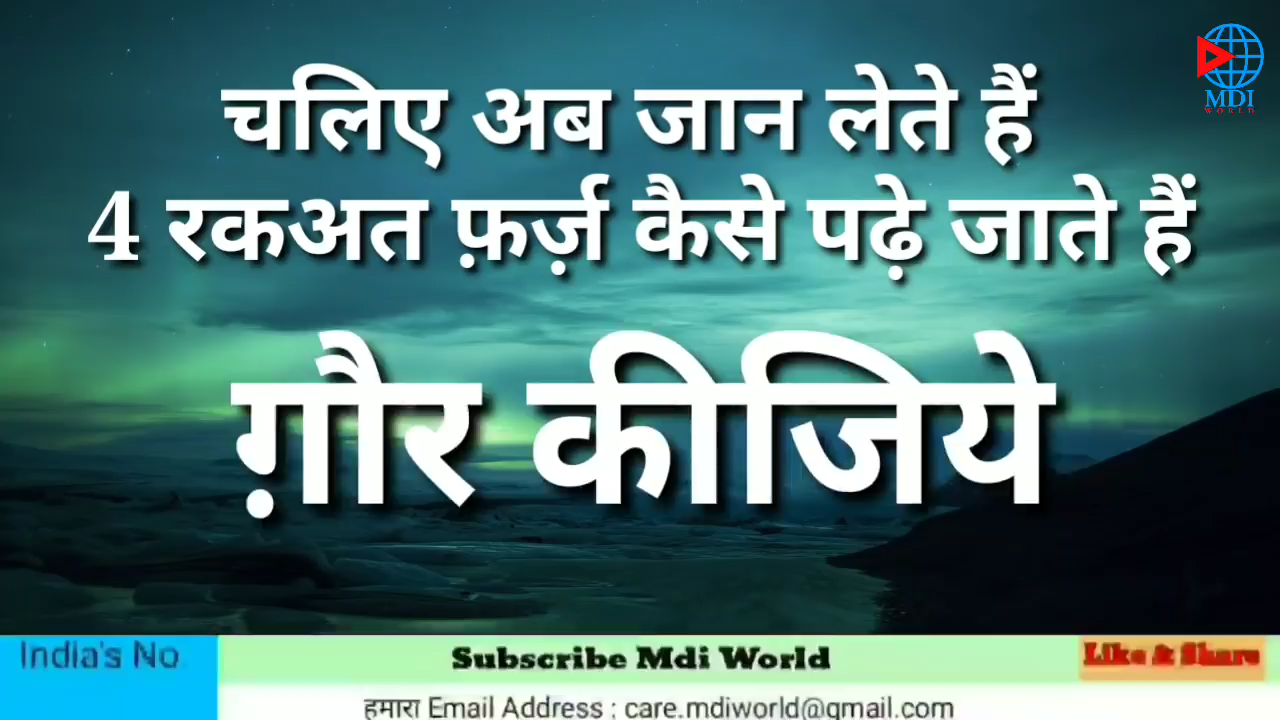 MDI
WORLD
चलिए अब जान लेते हैं
4 रकअत फ़र्ज़ कैसे पढ़े जाते हैं
ग़ौर कीजिये
India's No
Subscribe Mdi World
Like & Share
हमारा Email Address : care.mdiworld@gmail.com